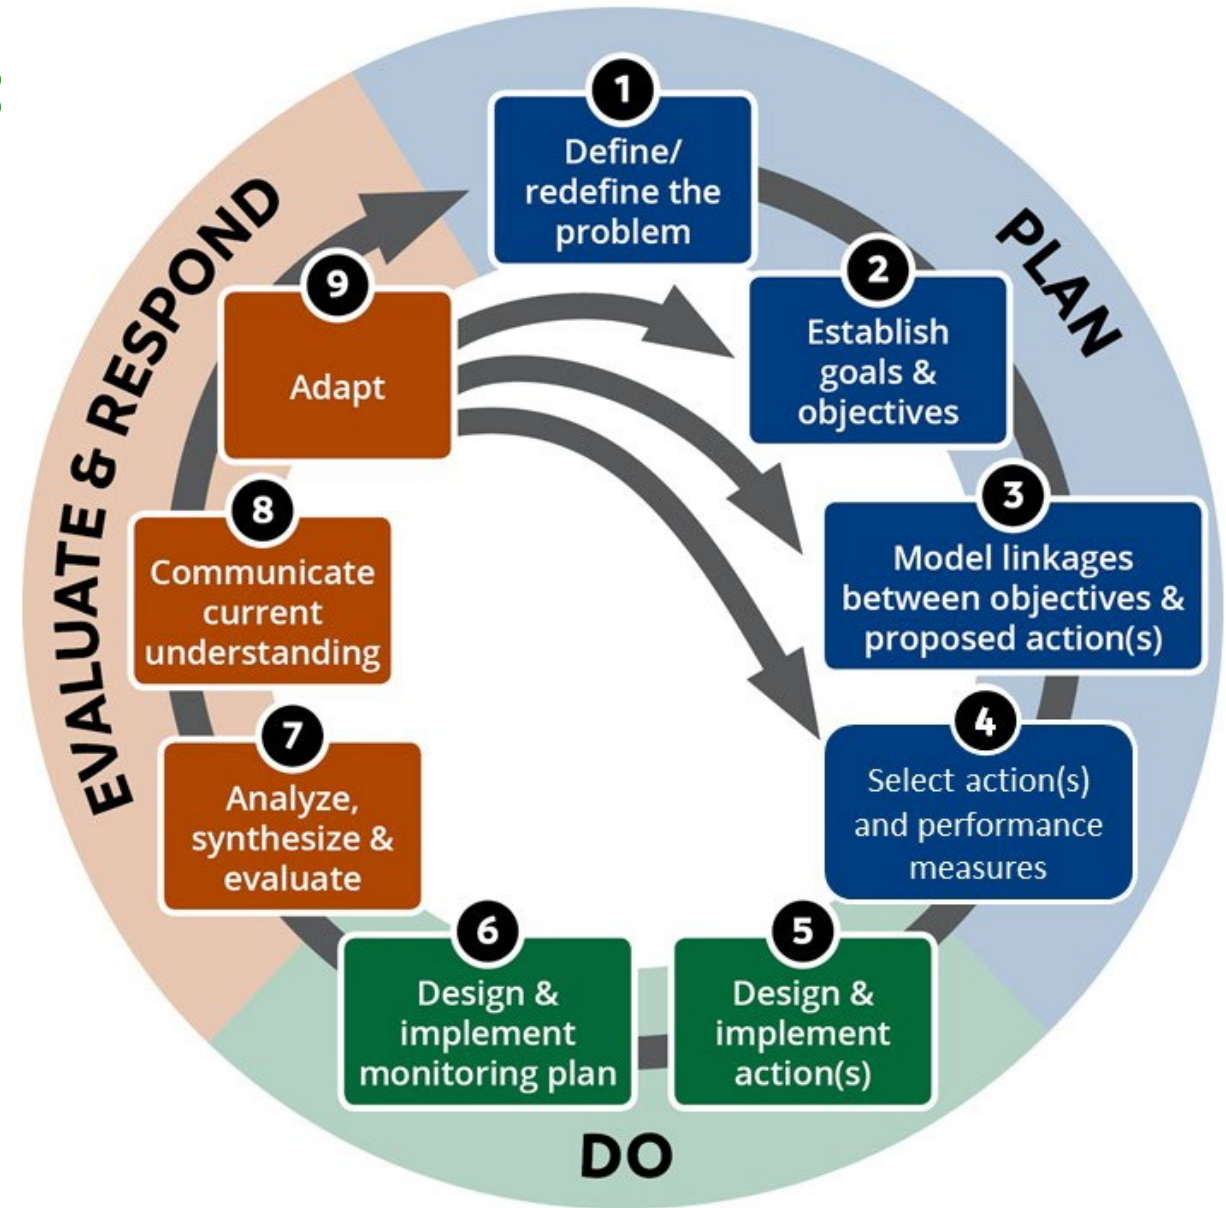 1
Define/
redefine the
problem
2
Establish
goals &
objectives
3
Model linkages
between objectives &
proposed action(s)
4
Select action(s)
and performance
measures
5
Design &
implement
action(s)
6
Design &
implement
monitoring plan
7
Analyze,
synthesize &
evaluate
8
Communicate
current
understanding
9
Adapt
PLAN
DO
EVALUATE & RESPOND